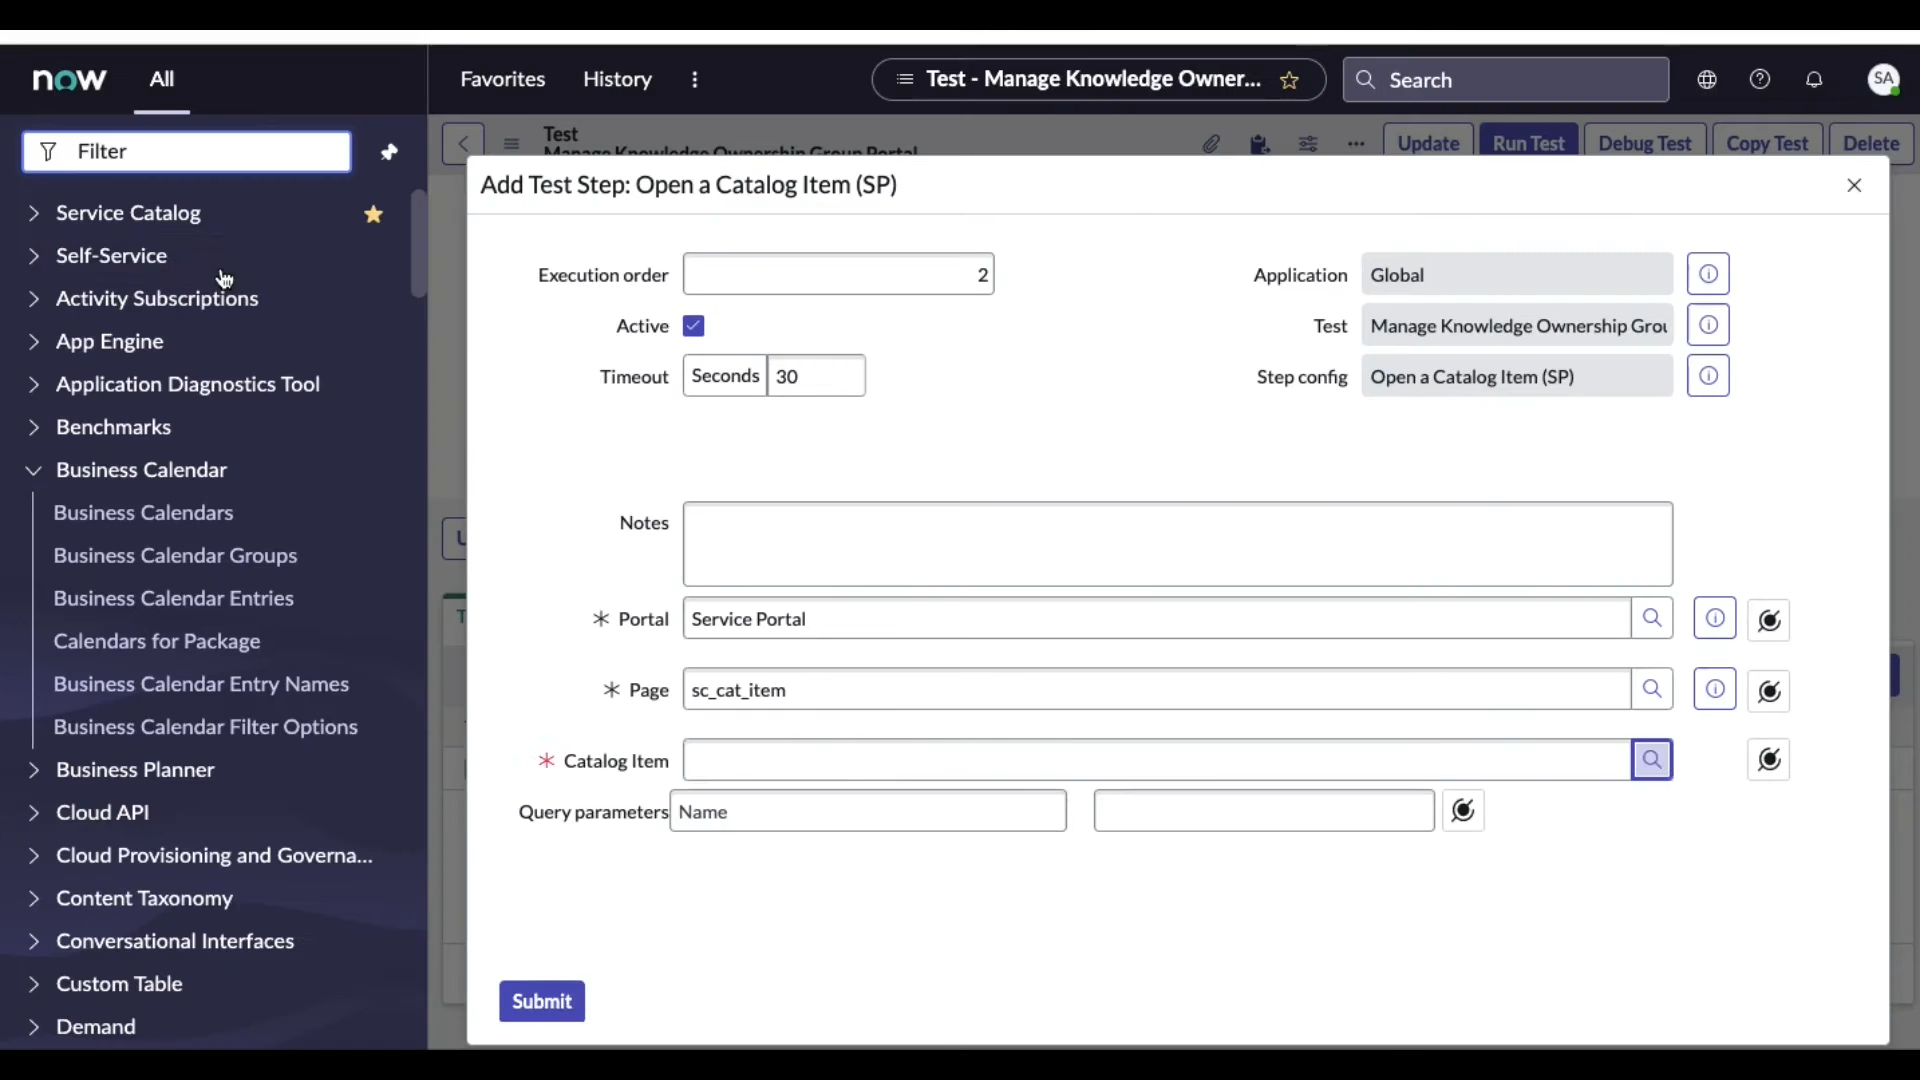 now
All
Favorites
History
Test - Manage Knowledge Owner...
Search
SA
Filter
Service Catalog
Self-Service
Activity Subscriptions
App Engine
Application Diagnostics Tool
Benchmarks
Business Calendar
Business Calendars
Business Calendar Groups
Business Calendar Entries
Calendars for Package
Business Calendar Entry Names
Business Calendar Filter Options
Business Planner
Cloud API
Cloud Provisioning and Governa...
Content Taxonomy
Conversational Interfaces
Custom Table
Demand
Test
Manage Knowledge Ownership Group Portal
Update
Run Test
Debug Test
Copy Test
Delete
Add Test Step: Open a Catalog Item (SP)
Execution order 2
Active
Timeout Seconds 30
Application Global
Test Manage Knowledge Ownership Grou
Step config Open a Catalog Item (SP)
Notes
* Portal Service Portal
* Page sc_cat_item
* Catalog Item
Query parameters Name
Submit